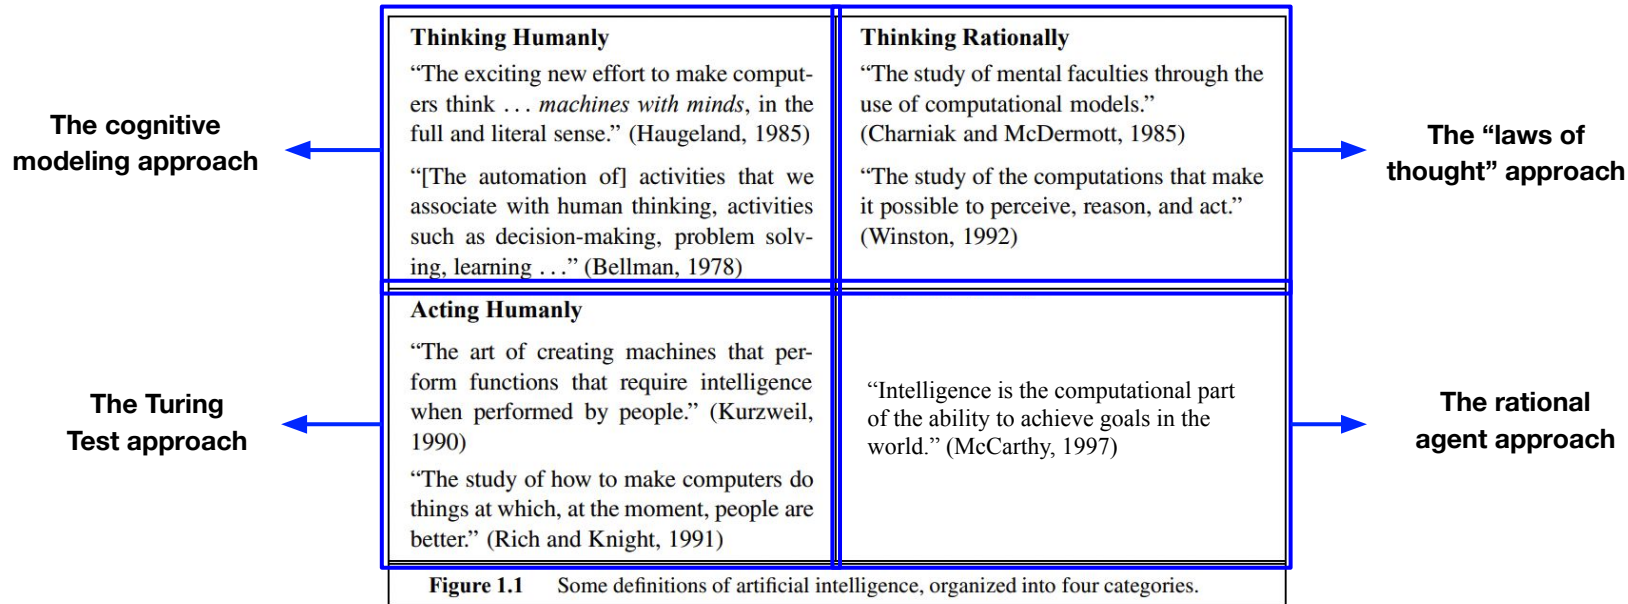 The cognitive
modeling approach
Thinking Humanly
“The exciting new effort to make comput-
ers think . . . machines with minds, in the
full and literal sense.” (Haugeland, 1985)
“[The automation of] activities that we
associate with human thinking, activities
such as decision-making, problem solv-
ing, learning . . .” (Bellman, 1978)
Thinking Rationally
“The study of mental faculties through the
use of computational models.”
(Charniak and McDermott, 1985)
“The study of the computations that make
it possible to perceive, reason, and act.”
(Winston, 1992)
The “laws of
thought” approach
The Turing
Test approach
Acting Humanly
“The art of creating machines that per-
form functions that require intelligence
when performed by people.” (Kurzweil,
1990)
“The study of how to make computers do
things at which, at the moment, people are
better.” (Rich and Knight, 1991)
“Intelligence is the computational part
of the ability to achieve goals in the
world.” (McCarthy, 1997)
The rational
agent approach
Figure 1.1 Some definitions of artificial intelligence, organized into four categories.